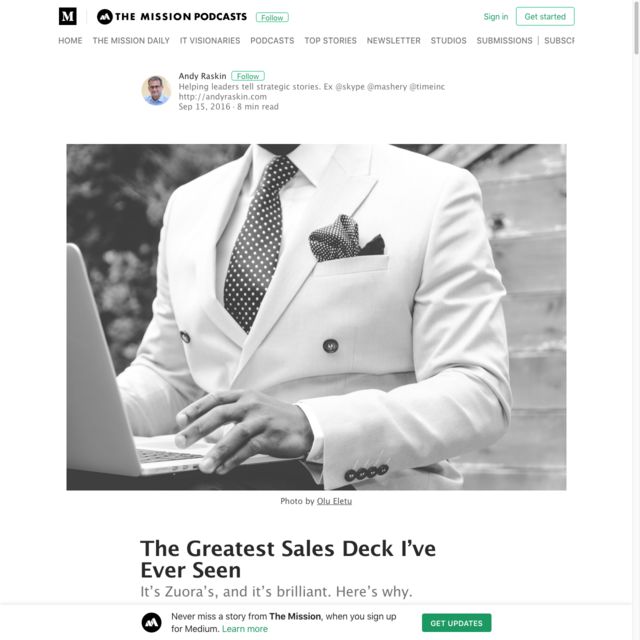 M THE MISSION PODCASTS Follow Sign in Get started
HOME THE MISSION DAILY IT VISIONARIES PODCASTS TOP STORIES NEWSLETTER STUDIOS SUBMISSIONS | SUBSCF
Andy Raskin Follow
Helping leaders tell strategic stories. Ex @skype @mashery @timeinc
http://andyraskin.com
Sep 15, 2016 · 8 min read
Photo by Olu Eletu
The Greatest Sales Deck I’ve
Ever Seen
It’s Zuora’s, and it’s brilliant. Here’s why.
Never miss a story from The Mission, when you sign up
for Medium. Learn more
GET UPDATES